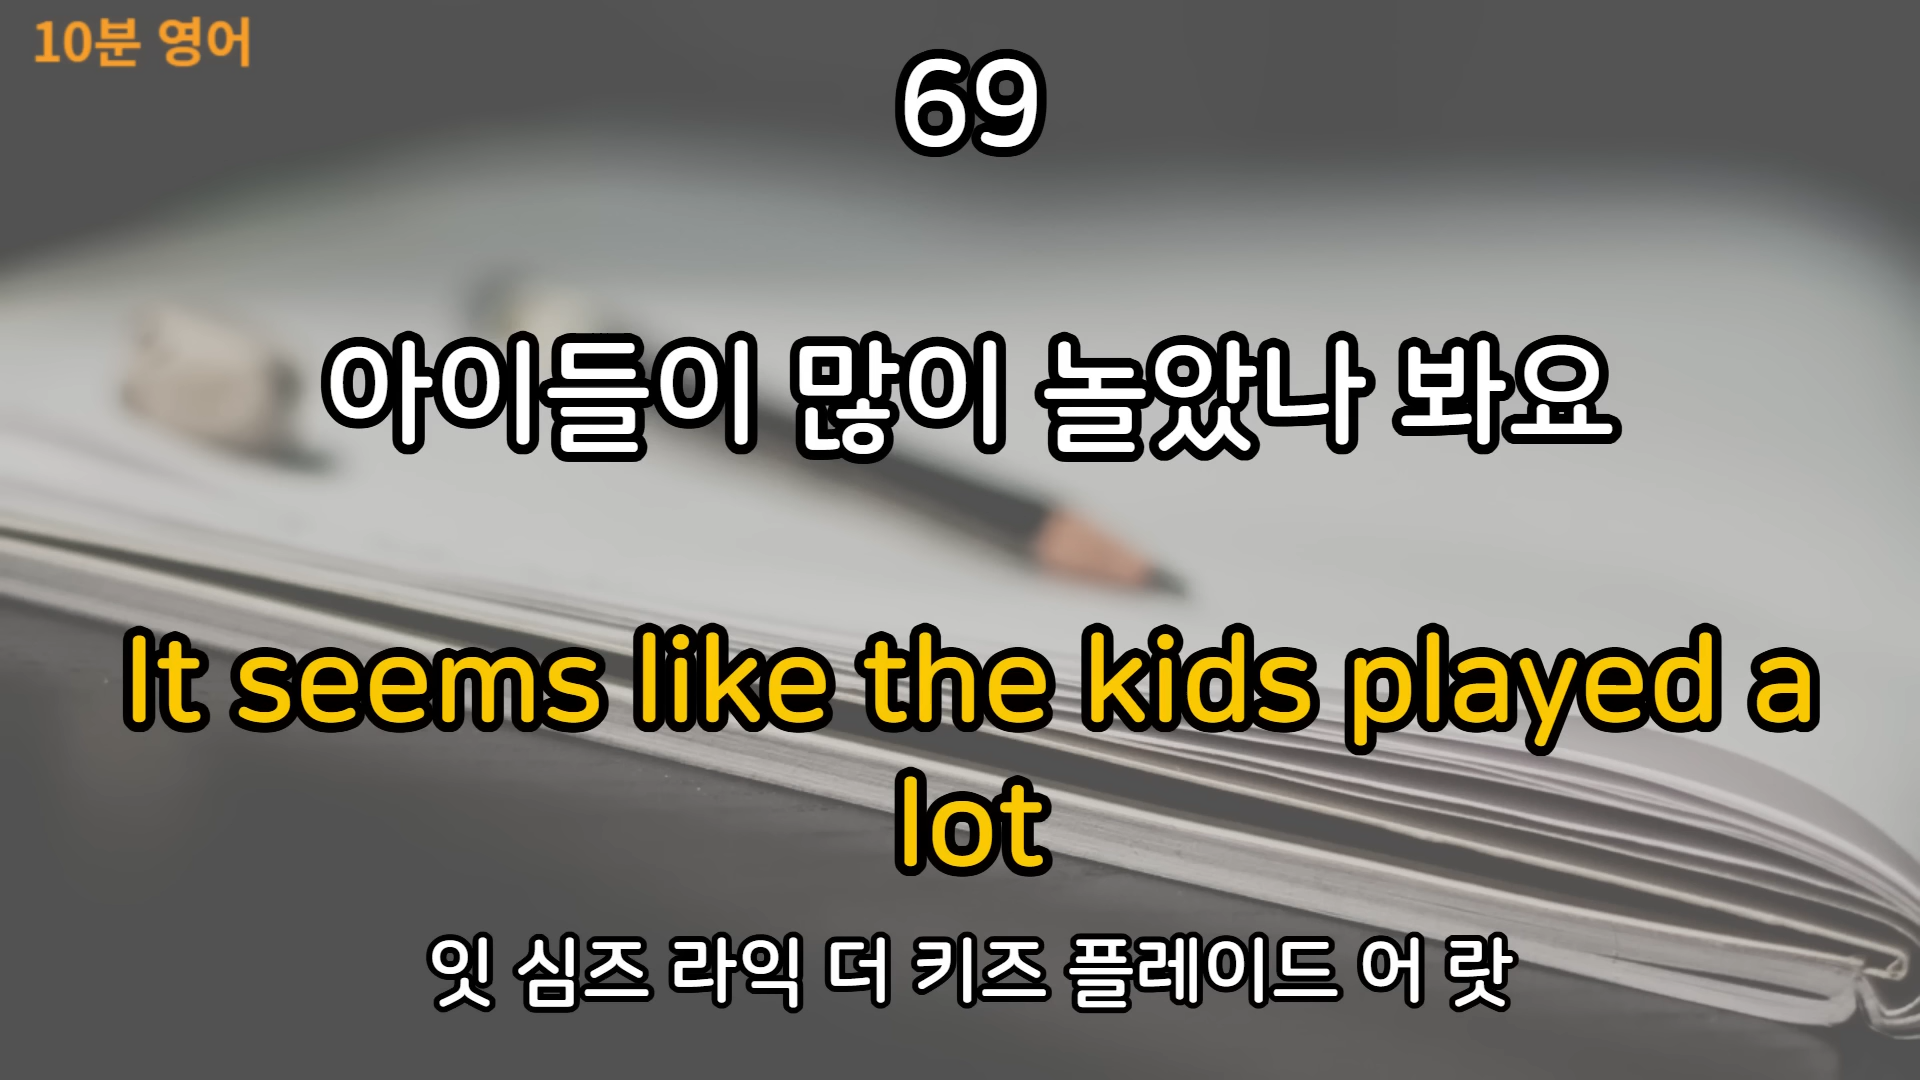 10분 영어
69
아이들이 많이 놀았나 봐요
It seems like the kids played a
lot
잇 심즈 라익 더 키즈 플레이드 어 랏